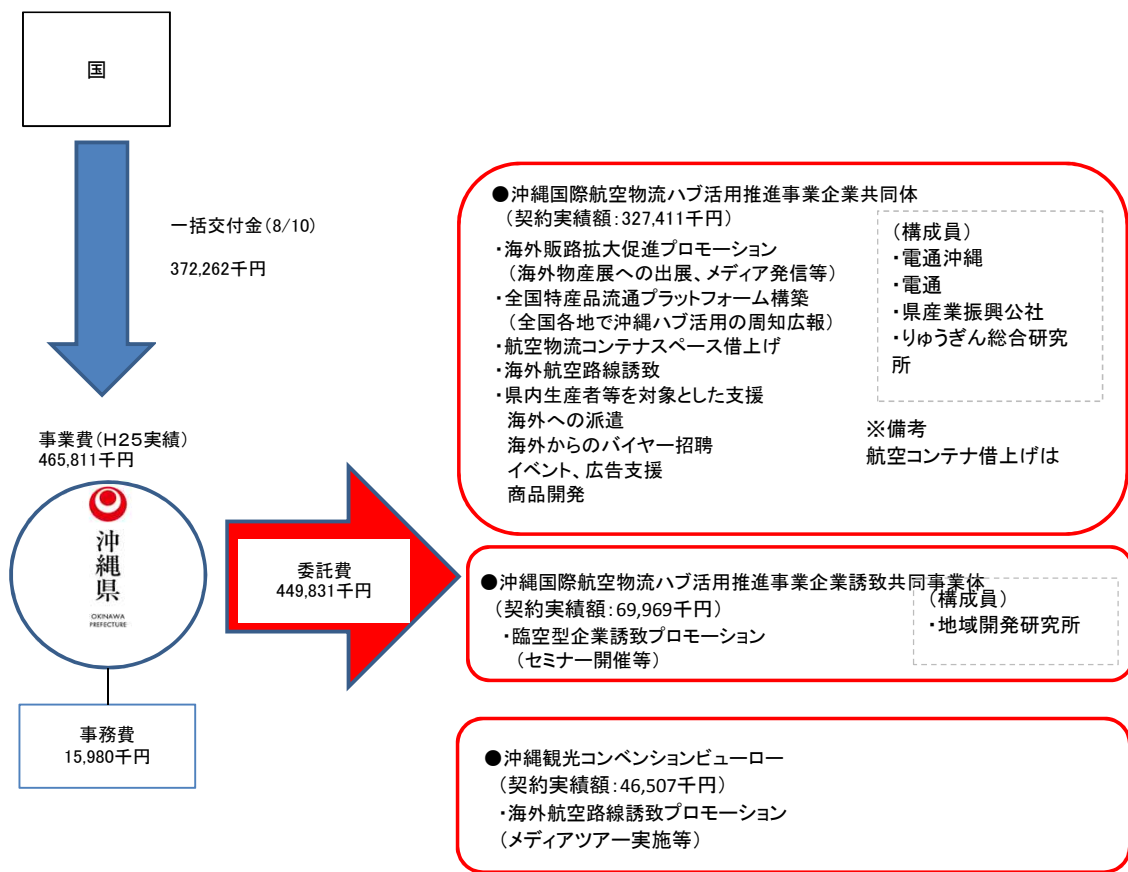 国
一括交付金(8/10)
372,262千円
事業費(H25実績)
465,811千円
沖縄県
OKINAWA
PREFECTURE
事務費
15,980千円
委託費
449,831千円
●沖縄国際航空物流ハブ活用推進事業企業共同体
(契約実績額:327,411千円)
・海外販路拡大促進プロモーション
(海外物産展への出展、メディア発信等)
・全国特産品流通プラットフォーム構築
(全国各地で沖縄ハブ活用の周知広報)
・航空物流コンテナスペース借上げ
・海外航空路線誘致
・県内生産者等を対象とした支援
海外への派遣
海外からのバイヤー招聘
イベント、広告支援
商品開発
(構成員)
・電通沖縄
・電通
・県産業振興公社
・りゅうぎん総合研究
所
※備考
航空コンテナ借上げは
●沖縄国際航空物流ハブ活用推進事業企業誘致共同事業体
(契約実績額:69,969千円)
・臨空型企業誘致プロモーション
(セミナー開催等)
(構成員)
・地域開発研究所
●沖縄観光コンベンションビューロー
(契約実績額:46,507千円)
・海外航空路線誘致プロモーション
(メディアツアー実施等)